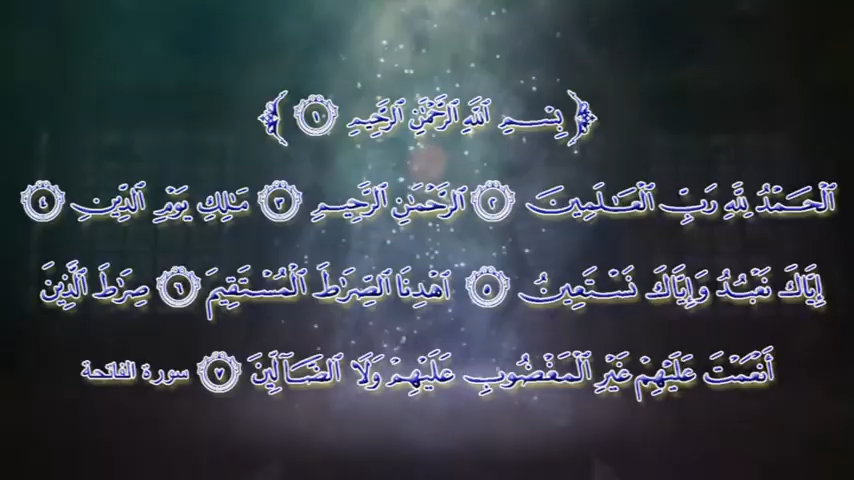 ﴿ بِسْمِ ٱللَّهِ ٱلرَّحْمَٰنِ ٱلرَّحِيمِ ١ ﴾
ٱلْحَمْدُ لِلَّهِ رَبِّ ٱلْعَـٰلَمِينَ ٢ ٱلرَّحْمَٰنِ ٱلرَّحِيمِ ٣ مَـٰلِكِ يَوْمِ ٱلدِّينِ ٤
إِيَّاكَ نَعْبُدُ وَإِيَّاكَ نَسْتَعِينُ ٥ ٱهْدِنَا ٱلصِّرَٰطَ ٱلْمُسْتَقِيمَ ٦ صِرَٰطَ ٱلَّذِينَ
أَنْعَمْتَ عَلَيْهِمْ غَيْرِ ٱلْمَغْضُوبِ عَلَيْهِمْ وَلَا ٱلضَّآلِّينَ ٧ سورة الفاتحة